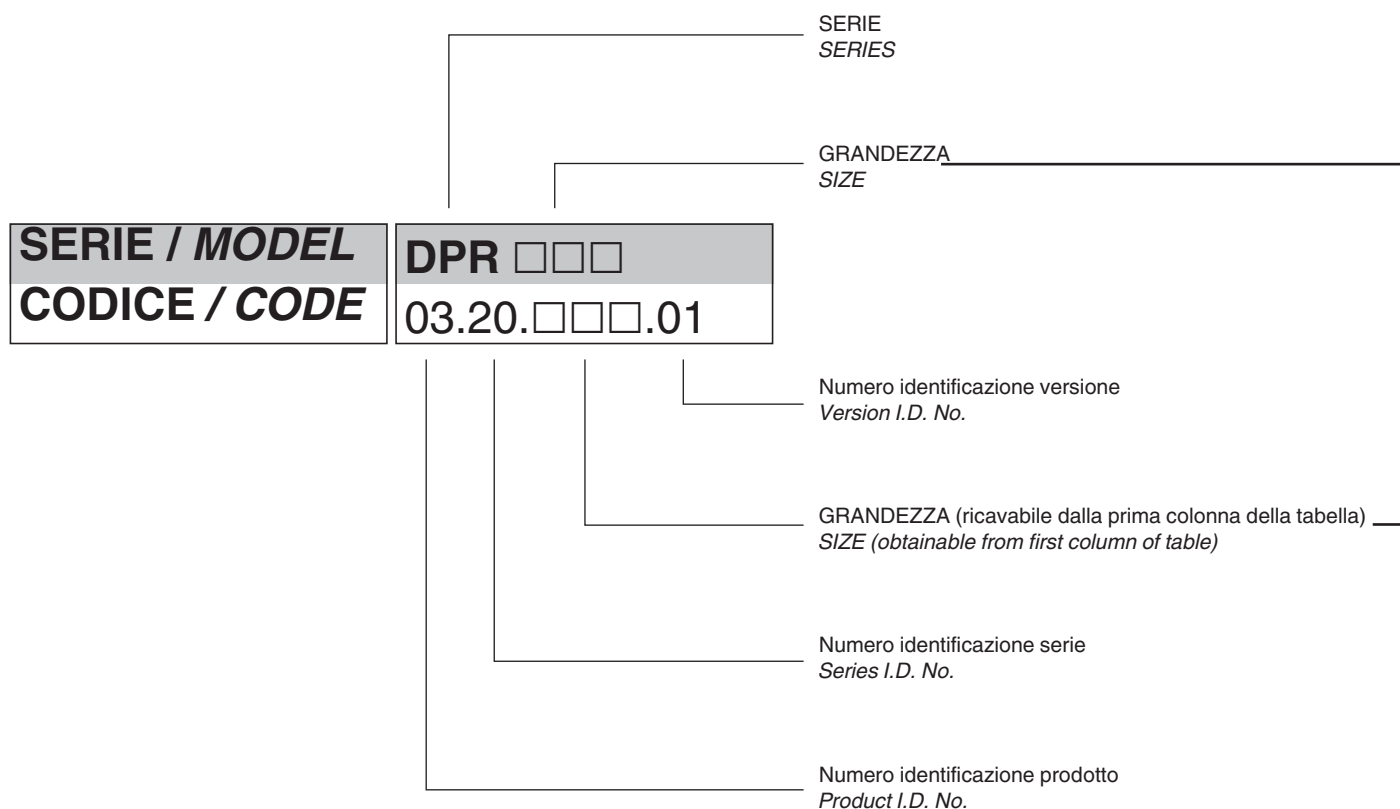 SERIE
SERIES
GRANDEZZA
SIZE
SERIE / MODEL
DPR □□□
CODICE / CODE
03.20.□□□.01
Numero identificazione versione
Version I.D. No.
GRANDEZZA (ricavabile dalla prima colonna della tabella)
SIZE (obtainable from first column of table)
Numero identificazione serie
Series I.D. No.
Numero identificazione prodotto
Product I.D. No.